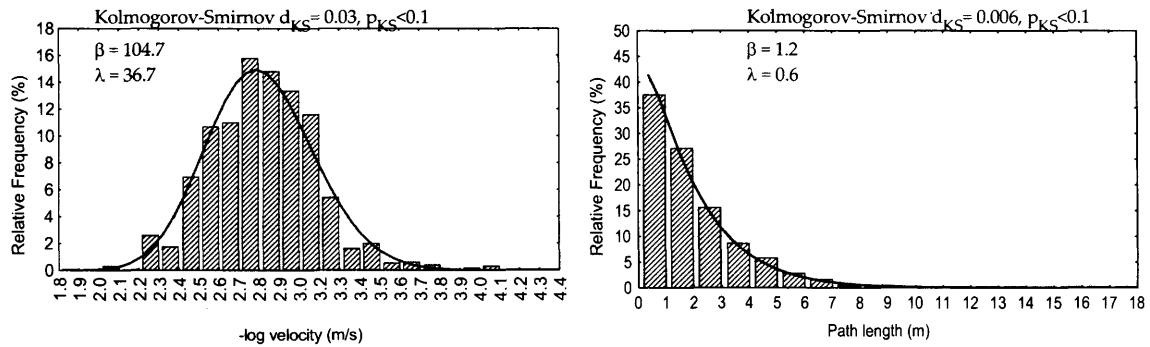 Kolmogorov-Smirnov dKS= 0.03, pKS<0.1
β = 104.7
λ = 36.7
18
16
14
12
10
8
6
4
2
0
Relative Frequency (%)
1.8 1.9 2.0 2.1 2.2 2.3 2.4 2.5 2.6 2.7 2.8 2.9 3.0 3.2 3.3 3.4 3.5 3.6 3.7 3.8 3.9 4.0 4.1 4.2 4.3 4.4
-log velocity (m/s)
Kolmogorov-Smirnov dKS= 0.006, pKS<0.1
β = 1.2
λ = 0.6
50
45
40
35
30
25
20
15
10
5
0
Relative Frequency (%)
0 1 2 3 4 5 6 7 8 9 10 11 12 13 14 15 16 17 18
Path length (m)